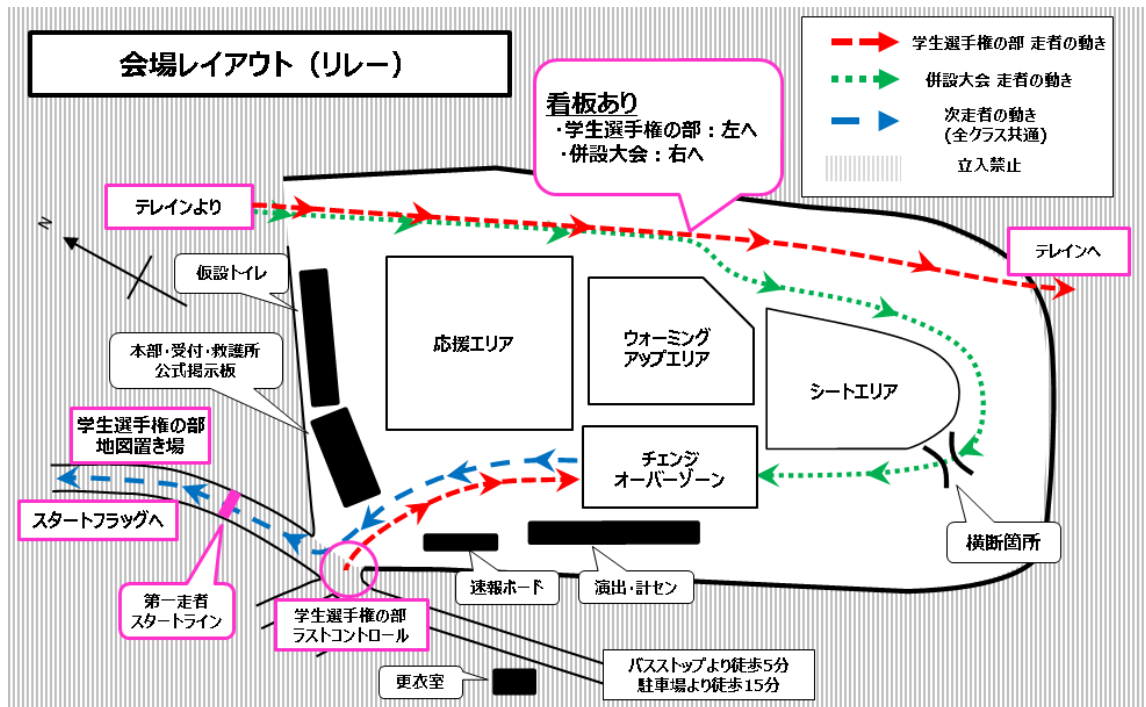 会場レイアウト（リレー）
学生選手権の部 走者の動き
併設大会 走者の動き
次走者の動き
(全クラス共通)
立入禁止
看板あり
・学生選手権の部：左へ
・併設大会：右へ
テレインより
N
テレインへ
仮設トイレ
本部・受付・救護所
公式掲示板
応援エリア
ウォーミング
アップエリア
シートエリア
学生選手権の部
地図置き場
チェンジ
オーバーゾーン
スタートフラッグへ
横断箇所
第一走者
スタートライン
学生選手権の部
ラストコントロール
速報ボード
演出・計セン
更衣室
バスストップより徒歩5分
駐車場より徒歩15分